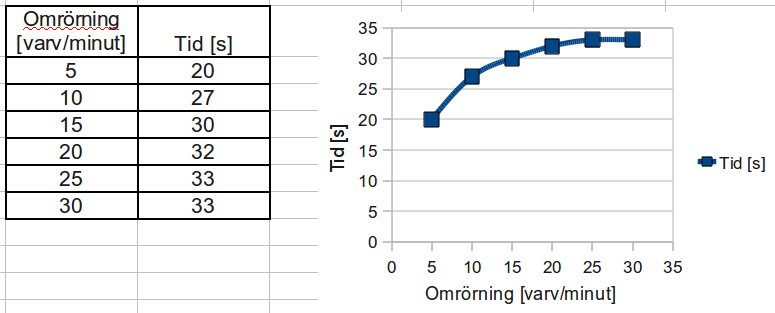 Omrörning
[varv/minut] Tid [s]
5 20
10 27
15 30
20 32
25 33
30 33
35
30
25
20
15
10
5
0
Tid [s]
0 5 10 15 20 25 30 35
Omrörning [varv/minut]
Tid [s]